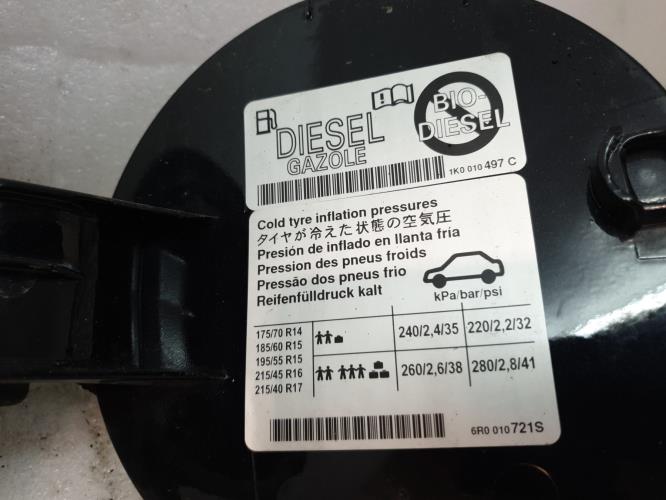 DIESEL
GAZOLE
BIO-
DIESEL
1K0 010 497 C
Cold tyre inflation pressures
タイヤが冷えた状態の空気圧
Presión de inflado en llanta fría
Pression des pneus froids
Pressão dos pneus frio
Reifenfülldruck kalt
kPa/bar/psi
175/70 R14
185/60 R15
195/55 R15
215/45 R16
215/40 R17
240/2,4/35 220/2,2/32
260/2,6/38 280/2,8/41
6R0 010 721S